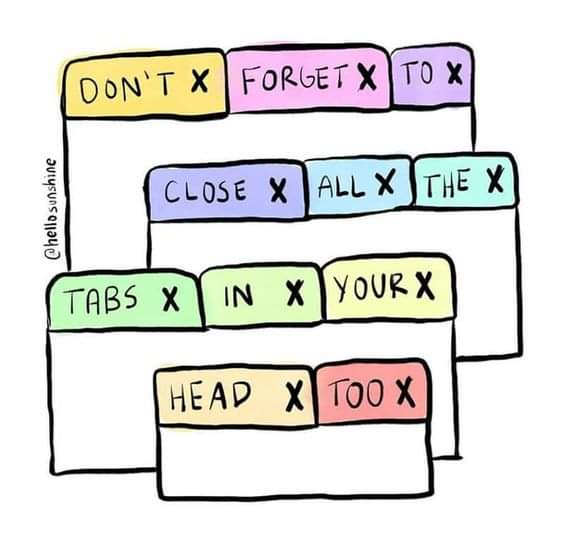 DON'T X FORGET X TO X
CLOSE X ALL X THE X
TABS X IN X YOUR X
HEAD X TOO X
@hellosunshine